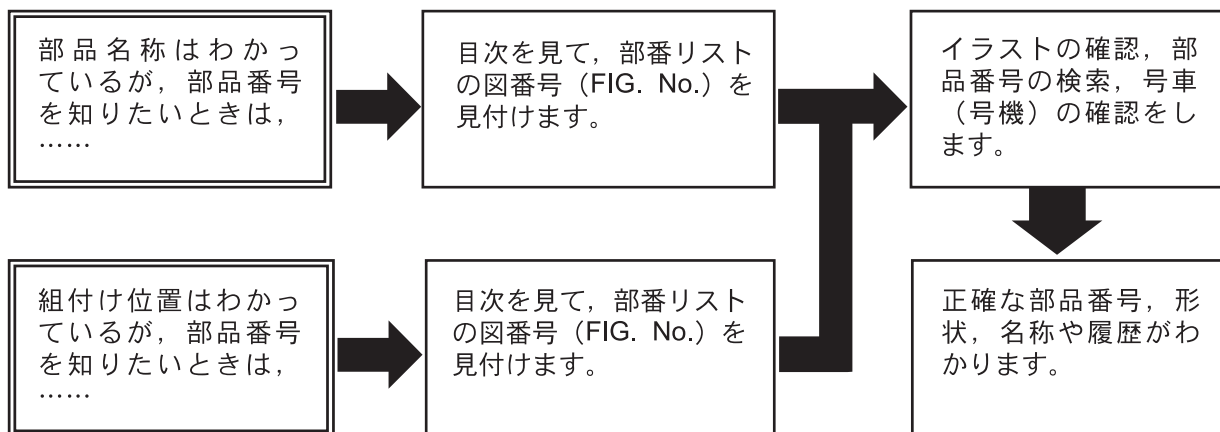 部品名称はわかっ
ているが，部品番号
を知りたいときは，
……
目次を見て，部番リスト
の図番号（FIG. No.）を
見付けます。
イラストの確認，部
品番号の検索，号車
（号機）の確認をし
ます。
組付け位置はわかっ
ているが，部品番号
を知りたいときは，
……
目次を見て，部番リスト
の図番号（FIG. No.）を
見付けます。
正確な部品番号，形
状，名称や履歴がわ
かります。